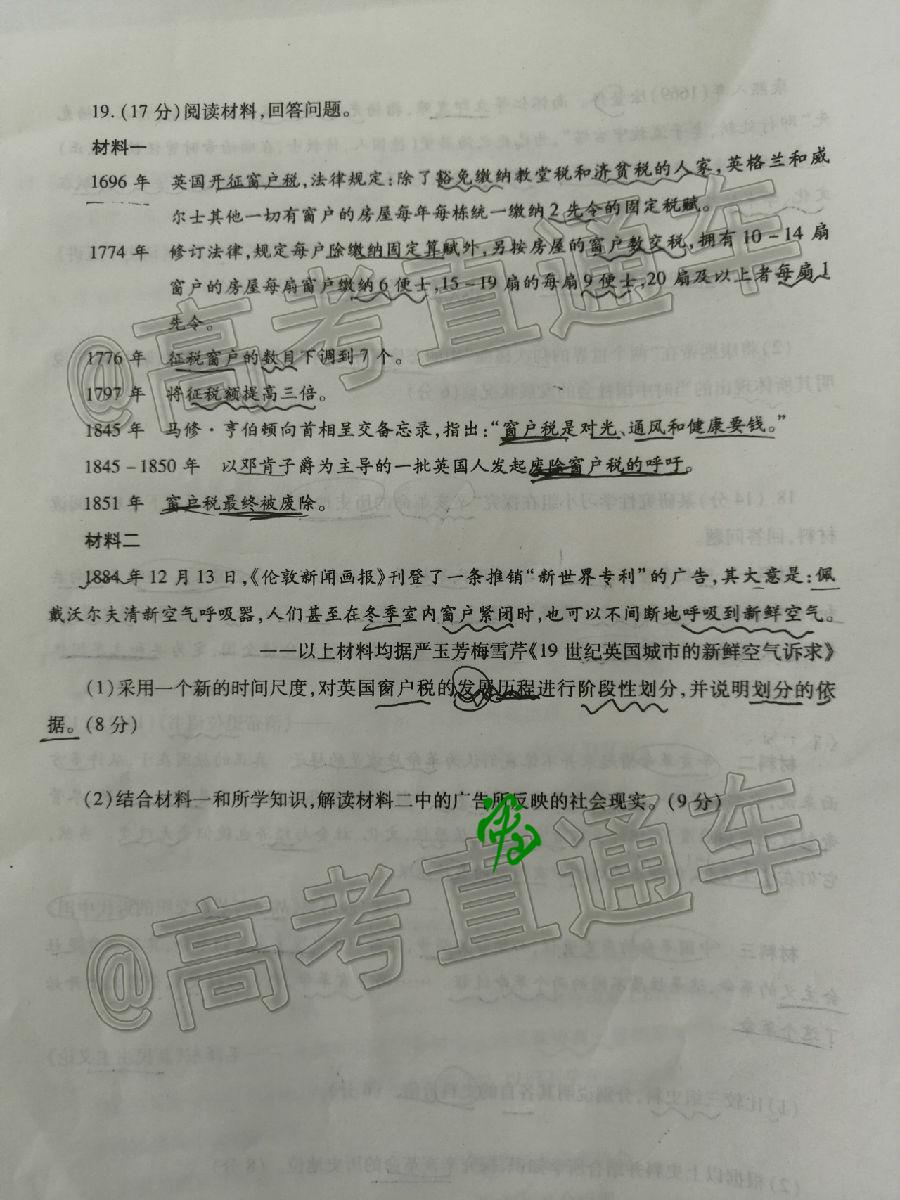 19.(17分)阅读材料,回答问题。
材料一
1696年 英国开征窗户税,法律规定:除了豁免缴纳教堂税和济贫税的人家,英格兰和威
尔士其他一切有窗户的房屋每年每栋统一缴纳2先令的固定税赋。
1774年 修订法律,规定每户除缴纳固定算赋外,另按房屋的窗户数交税,拥有10-14扇
窗户的房屋每扇窗户缴纳6便士,15-19扇的每扇9便士,20扇及以上者每扇1
先令。
1776年 征税窗户的数目下调到7个。
1797年 将征税额提高三倍。
1845年 马修·亨伯顿向首相呈交备忘录,指出:“窗户税是对光、通风和健康要钱。”
1845-1850年 以邓肯子爵为主导的一批英国人发起废除窗户税的呼吁。
1851年 窗户税最终被废除。
材料二
1884年12月13日,《伦敦新闻画报》刊登了一条推销“新世界专利”的广告,其大意是:佩
戴沃尔夫清新空气呼吸器,人们甚至在冬季室内窗户紧闭时,也可以不间断地呼吸到新鲜空气。
——以上材料均据严玉芳梅雪芹《19世纪英国城市的新鲜空气诉求》
(1)采用一个新的时间尺度,对英国窗户税的发展历程进行阶段性划分,并说明划分的依
据。(8分)
(2)结合材料一和所学知识,解读材料二中的广告所反映的社会现实。(9分)
@高考直通车
@高考直通车